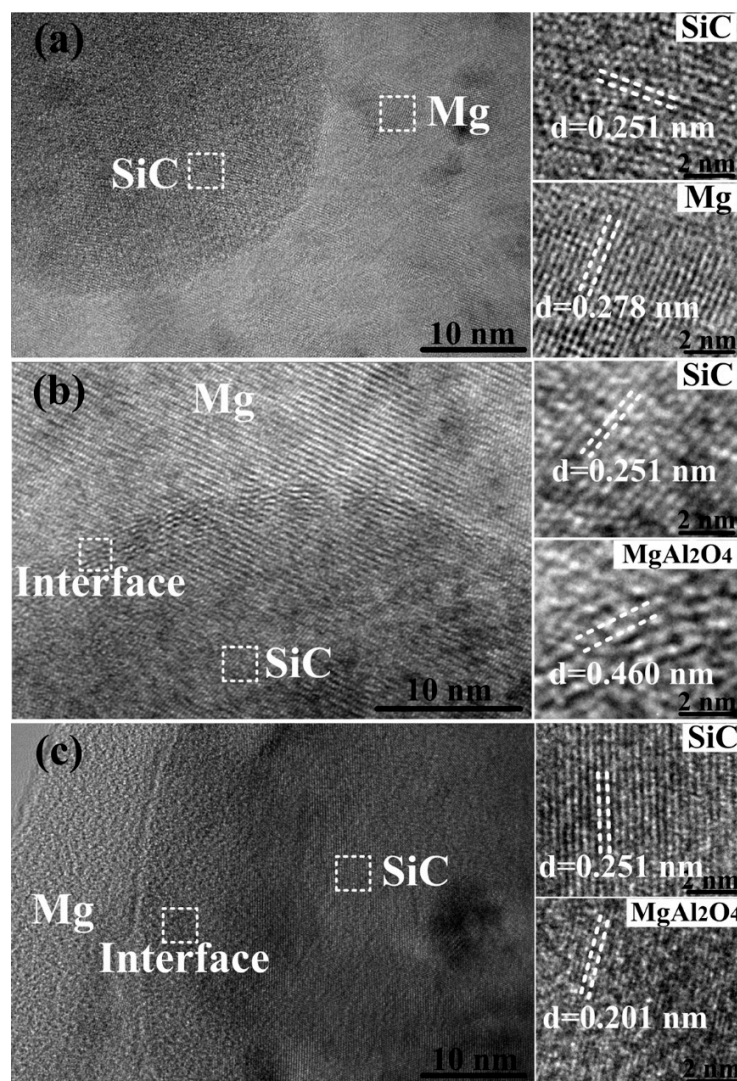 (a)
Mg
SiC
10 nm
SiC
d=0.251 nm
2 nm
Mg
d=0.278 nm
2 nm
(b)
Mg
Interface
SiC
10 nm
SiC
d=0.251 nm
2 nm
MgAl2O4
d=0.460 nm
2 nm
(c)
SiC
Mg
Interface
10 nm
SiC
d=0.251 nm
2 nm
MgAl2O4
d=0.201 nm
2 nm